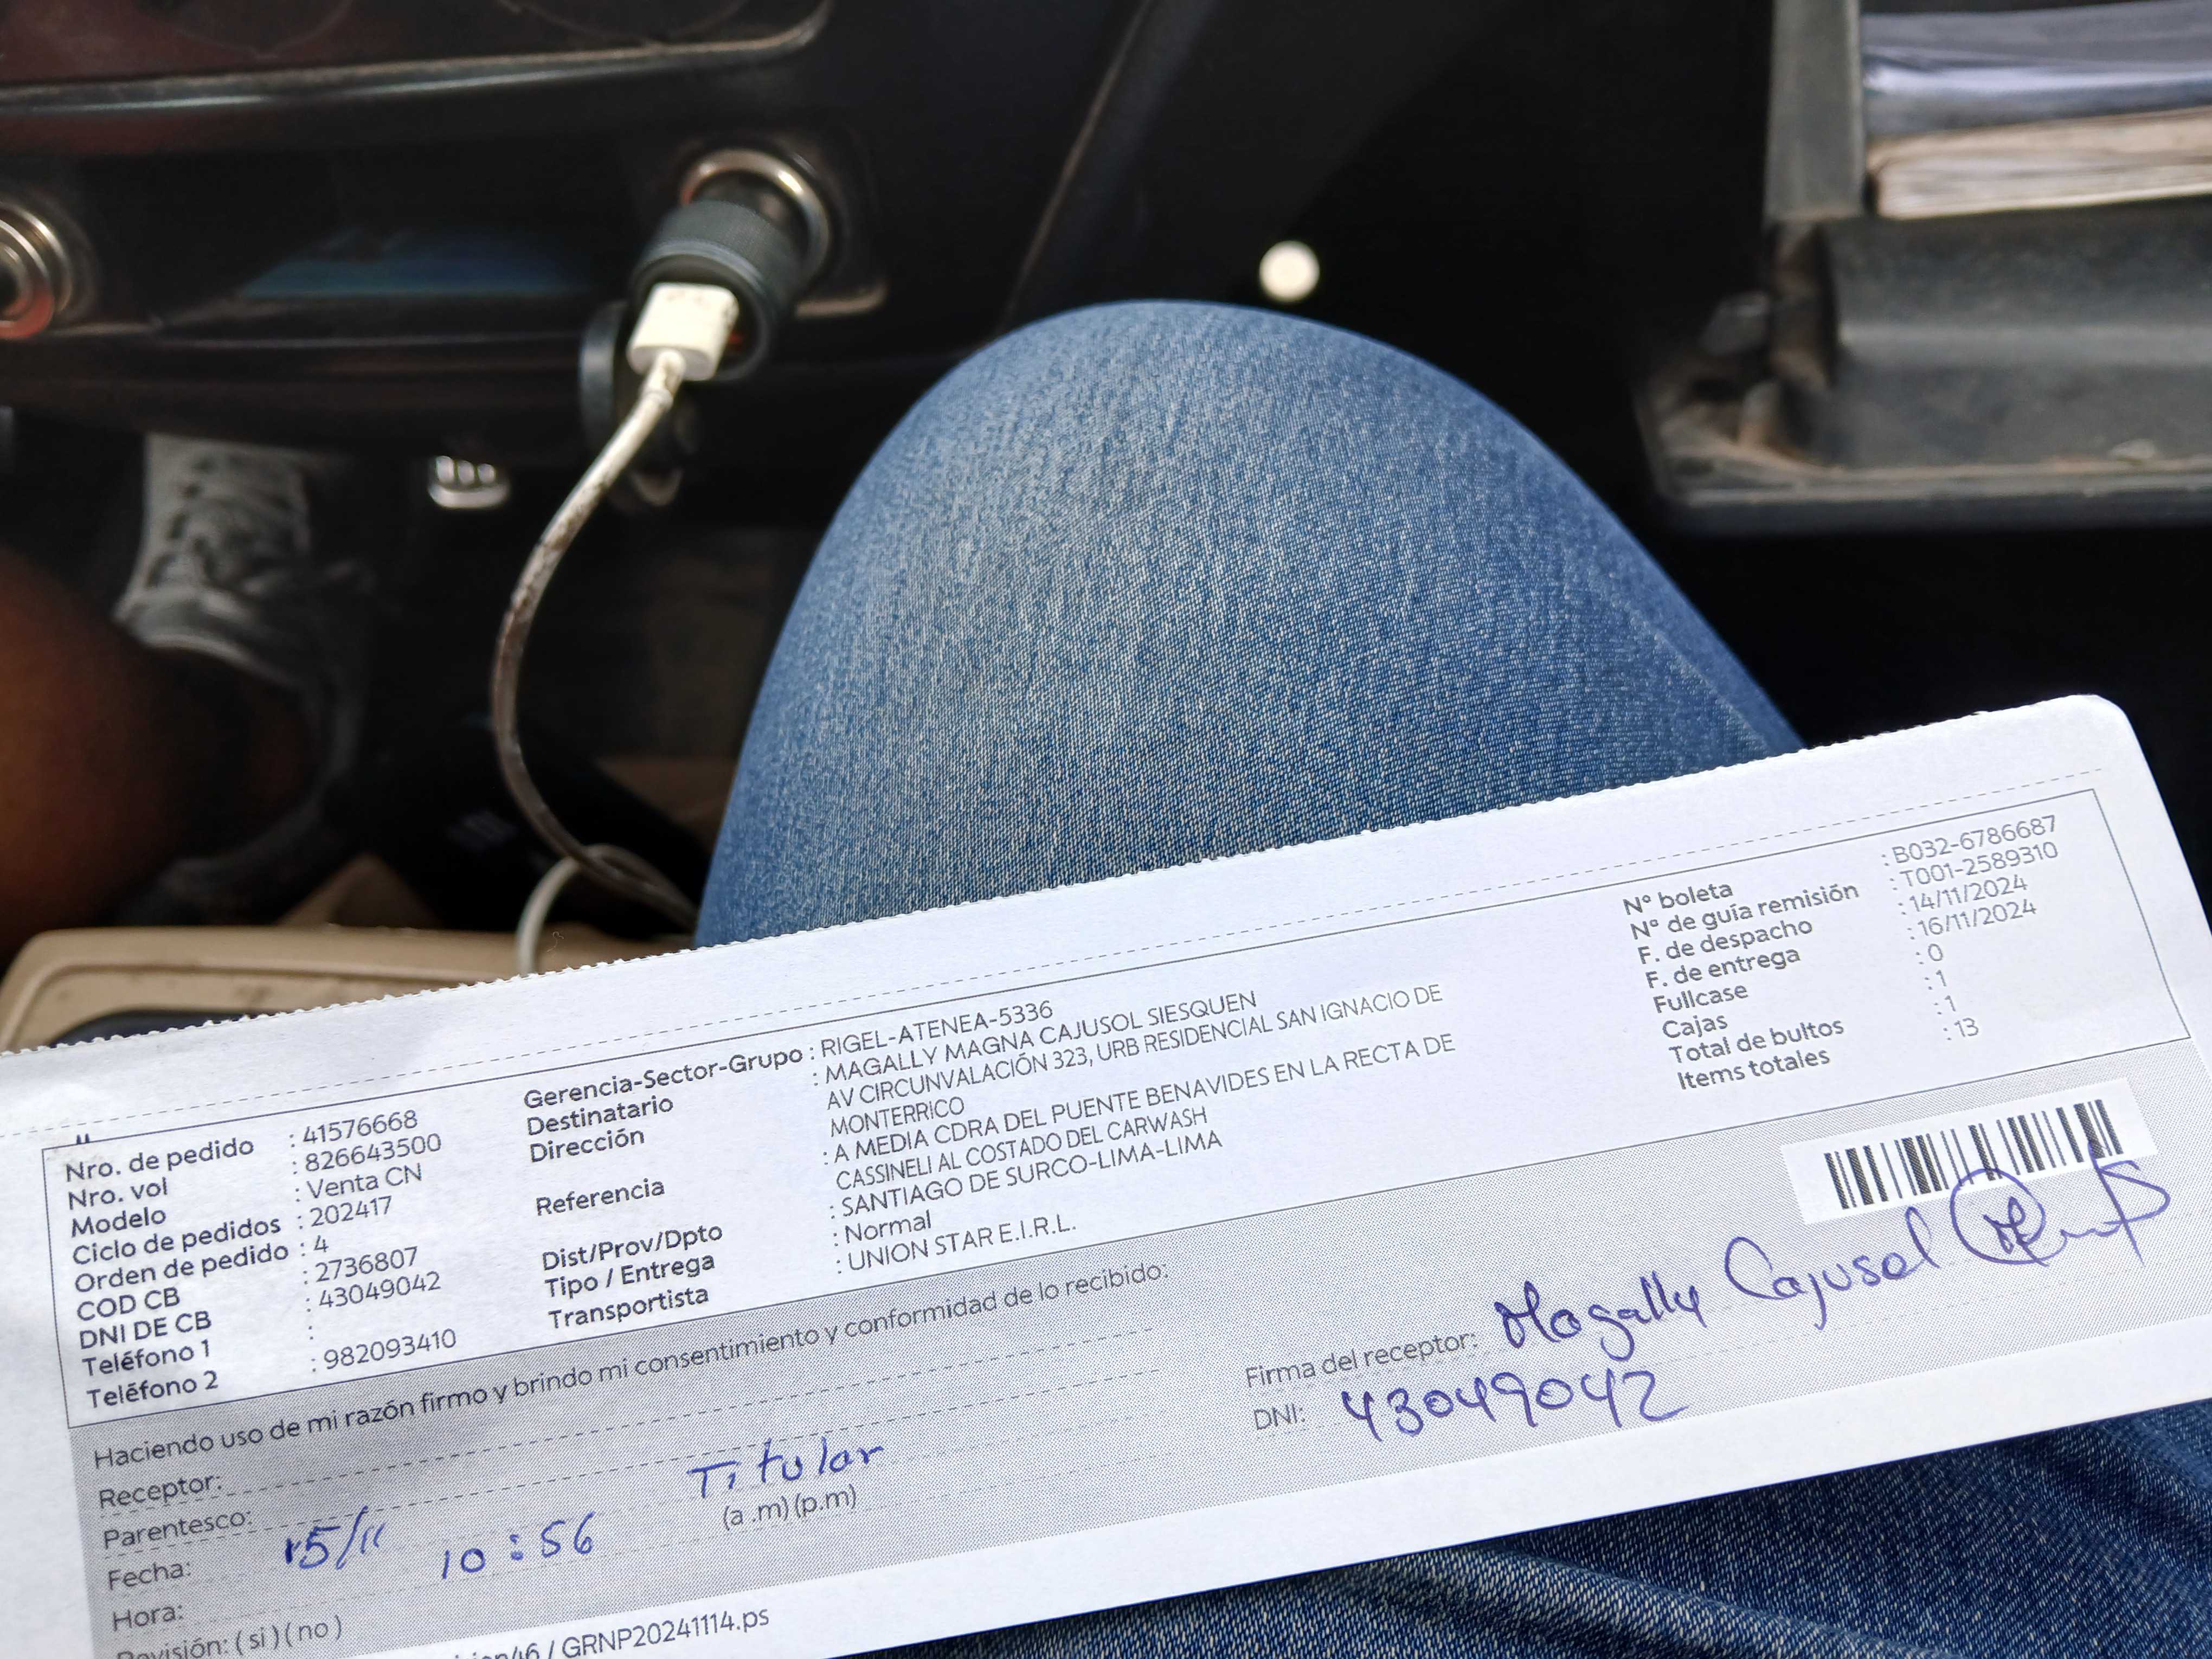 Nro. de pedido : 41576668
Nro. vol : 826643500
Modelo : Venta CN
Ciclo de pedidos : 202417
Orden de pedido : 4
COD CB : 2736807
DNI DE CB : 43049042
Teléfono 1 :
Teléfono 2 : 982093410
Gerencia-Sector-Grupo : RIGEL-ATENEA-5336
Destinatario : MAGALLY MAGNA CAJUSOL SIESQUEN
Dirección AV CIRCUNVALACIÓN 323, URB RESIDENCIAL SAN IGNACIO DE
MONTERRICO
Referencia : A MEDIA CDRA DEL PUENTE BENAVIDES EN LA RECTA DE
CASSINELI AL COSTADO DEL CARWASH
Dist/Prov/Dpto : SANTIAGO DE SURCO-LIMA-LIMA
Tipo / Entrega : Normal
Transportista : UNION STAR E.I.R.L.
N° boleta : B032-6786687
N° de guía remisión : T001-2589310
F. de despacho : 14/11/2024
F. de entrega : 16/11/2024
Fullcase : 0
Cajas : 1
Total de bultos : 1
Items totales : 13
Haciendo uso de mi razón firmo y brindo mi consentimiento y conformidad de lo recibido:
Receptor:
Parentesco: Titular
Fecha: 15/11
Hora: 10:56 (a .m) (p.m)
Revisión: ( si ) ( no )
Firma del receptor: Magally Cajusol
DNI: 43049042
46 / GRNP20241114.ps